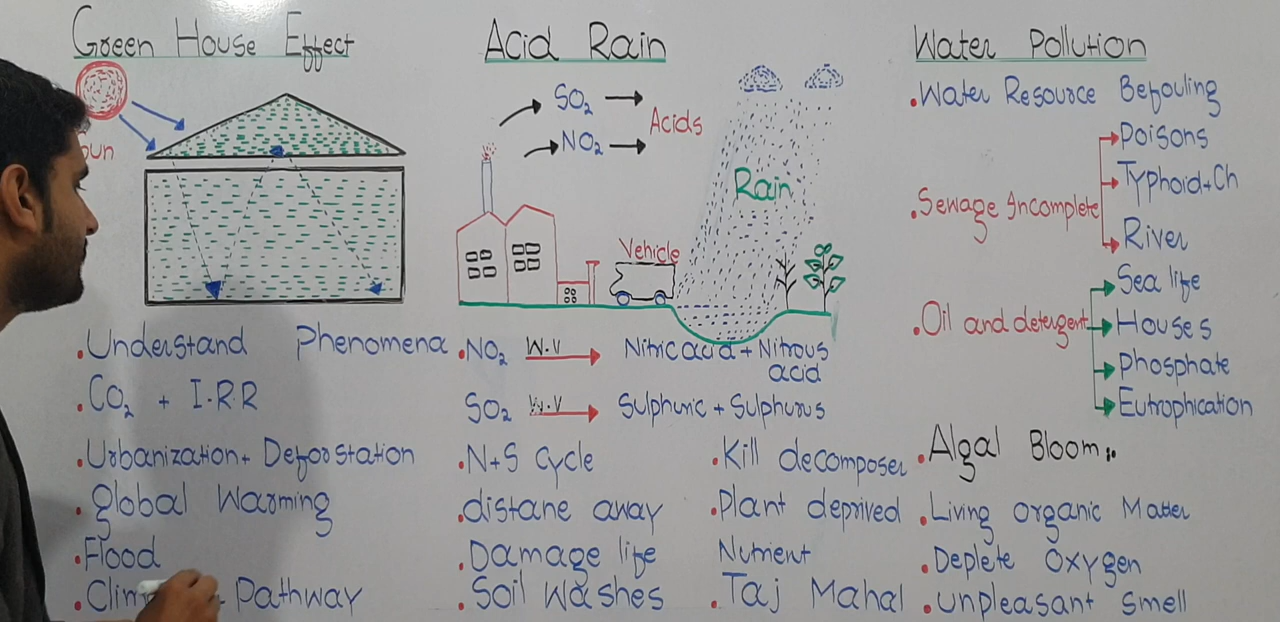 Green House Effect
Sun
.Understand Phenomena
.CO2 + I.R R
.Urbanization+ Deforstation
.global Warming
.Flood
Pathway
Acid Rain
SO2 → Acids
NO2 →
Rain
Vehicle
.NO2 W.V → Nitric acid + Nitrous
acid
SO2 W.V → Sulphuric + Sulphurus
.N+S cycle
.distane away
.Damage life
.Soil Washes
.Kill decomposer
.Plant deprived
Nutrient
.Taj Mahal
Water Pollution
.Water Resource Befouling
.Sewage Incomplete
Poisons
Typhoid+Ch
River
.Oil and detergent
Sea life
Houses
Phosphate
Eutrophication
.Algal Bloom:.
.Living organic Matter
.Deplete Oxygen
.unpleasant Smell